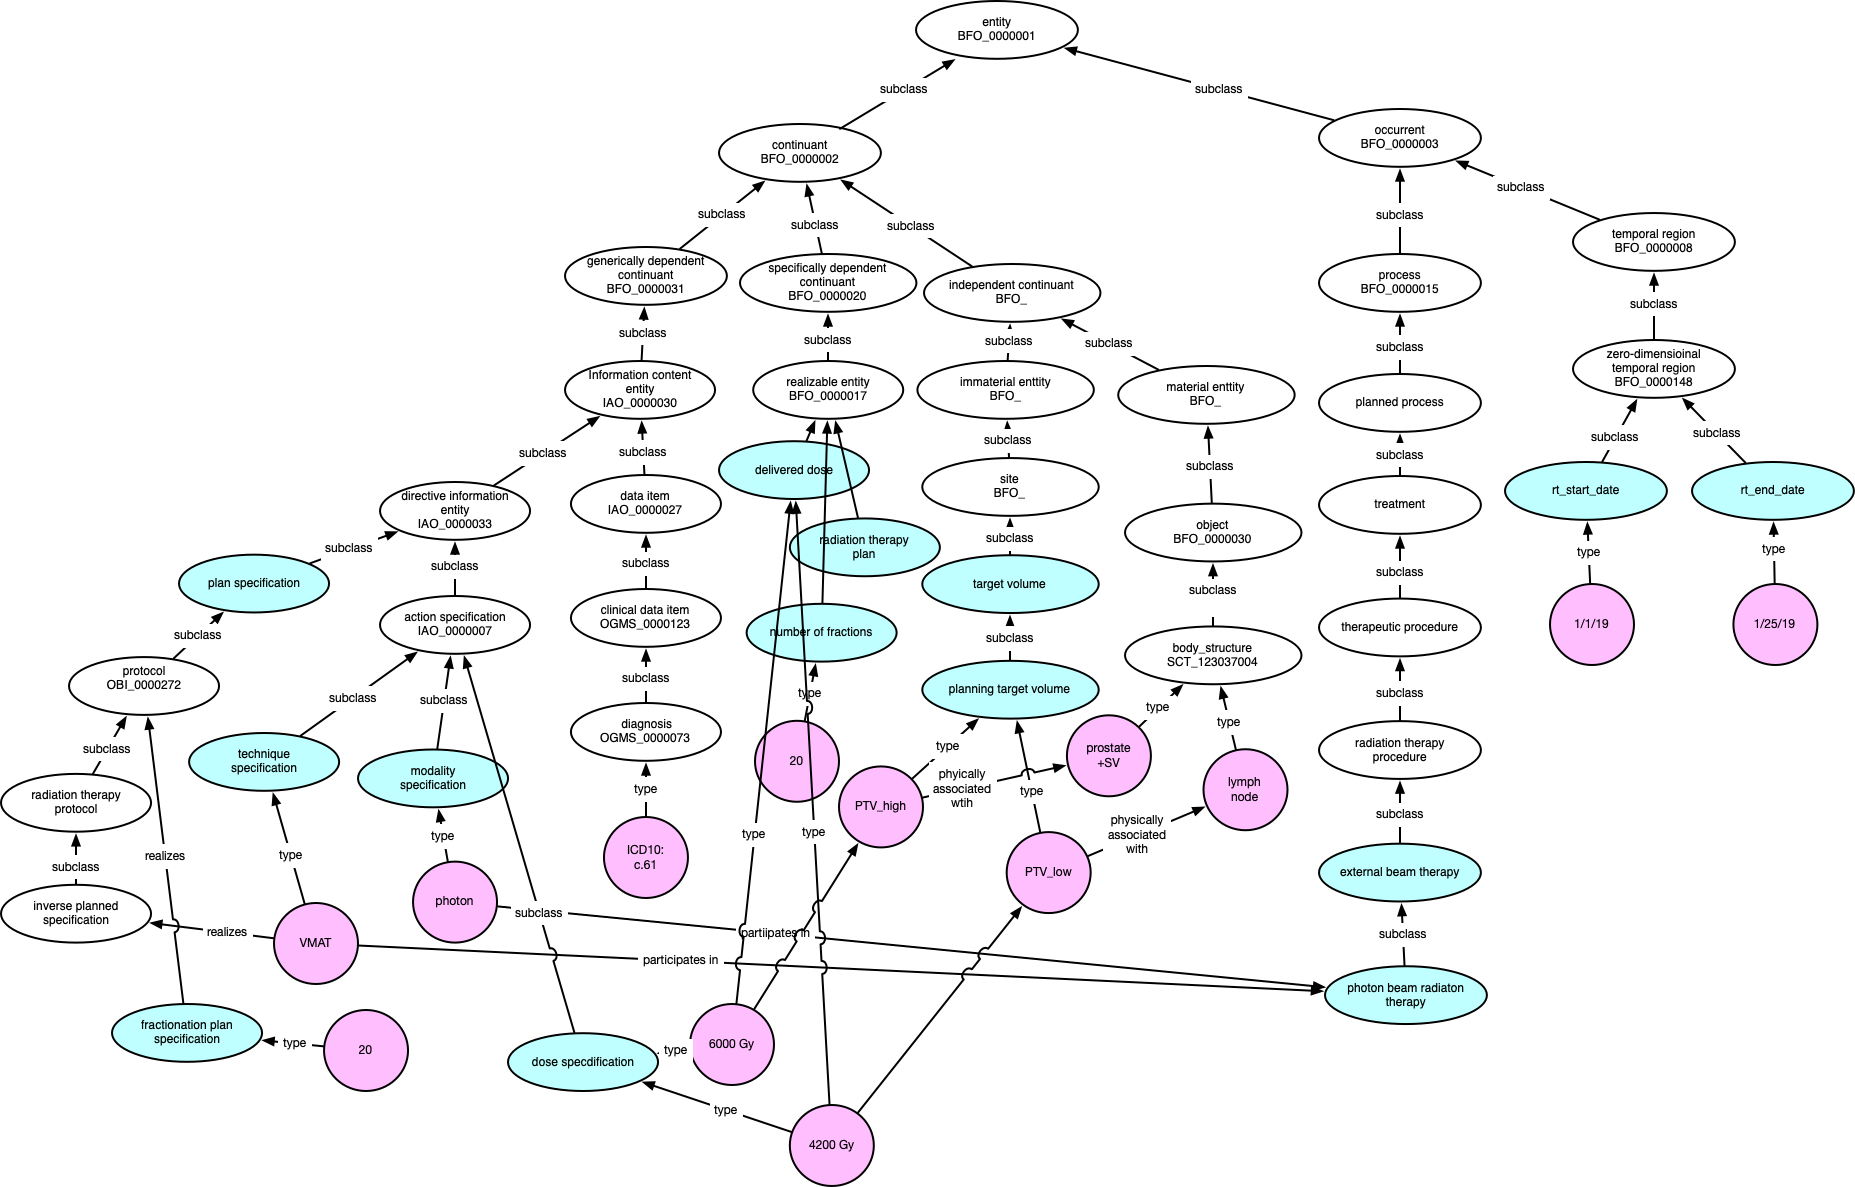 entity
BFO_0000001
subclass
subclass
continuant
BFO_0000002
occurrent
BFO_0000003
subclass
subclass
subclass
subclass
subclass
generically dependent
continuant
BFO_0000031
specifically dependent
continuant
BFO_0000020
independent continuant
BFO_
process
BFO_0000015
temporal region
BFO_0000008
subclass
subclass
subclass
subclass
subclass
subclass
Information content
entity
IAO_0000030
realizable entity
BFO_0000017
immaterial enttity
BFO_
material enttity
BFO_
planned process
zero-dimensioinal
temporal region
BFO_0000148
subclass
subclass
subclass
subclass
subclass
subclass
subclass
directive information
entity
IAO_0000033
data item
IAO_0000027
delivered dose
site
BFO_
object
BFO_0000030
treatment
rt_start_date
rt_end_date
subclass
subclass
subclass
radiation therapy
plan
subclass
subclass
subclass
type
type
plan specification
action specification
IAO_0000007
clinical data item
OGMS_0000123
number of fractions
target volume
body_structure
SCT_123037004
therapeutic procedure
1/1/19
1/25/19
subclass
subclass
subclass
subclass
type
subclass
type
type
subclass
protocol
OBI_0000272
diagnosis
OGMS_0000073
planning target volume
prostate
+SV
radiation therapy
procedure
subclass
technique
specification
modality
specification
20
type
phyically
associated
wtih
type
lymph
node
radiation therapy
protocol
type
PTV_high
physically
associated
with
subclass
subclass
realizes
type
type
ICD10:
c.61
type
type
PTV_low
external beam therapy
inverse planned
specification
realizes
VMAT
photon
subclass
partiipates in
participates in
subclass
photon beam radiaton
therapy
fractionation plan
specification
type
20
dose specdification
type
6000 Gy
type
4200 Gy